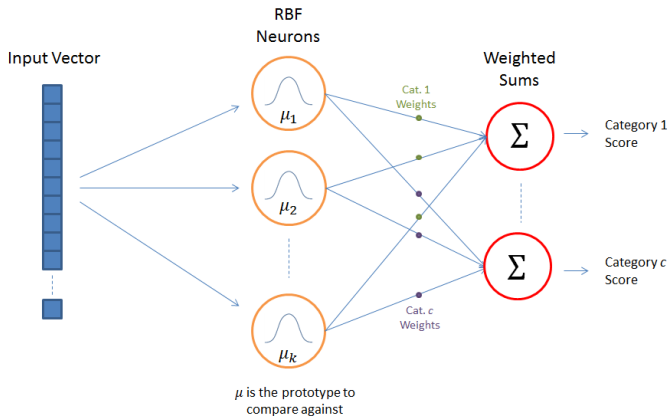 RBF
Neurons
Input Vector
Weighted
Sums
Cat. 1
Weights
μ₁
Σ
Category 1
Score
μ₂
Σ
Category c
Score
Cat. c
Weights
μₖ
μ is the prototype to
compare against